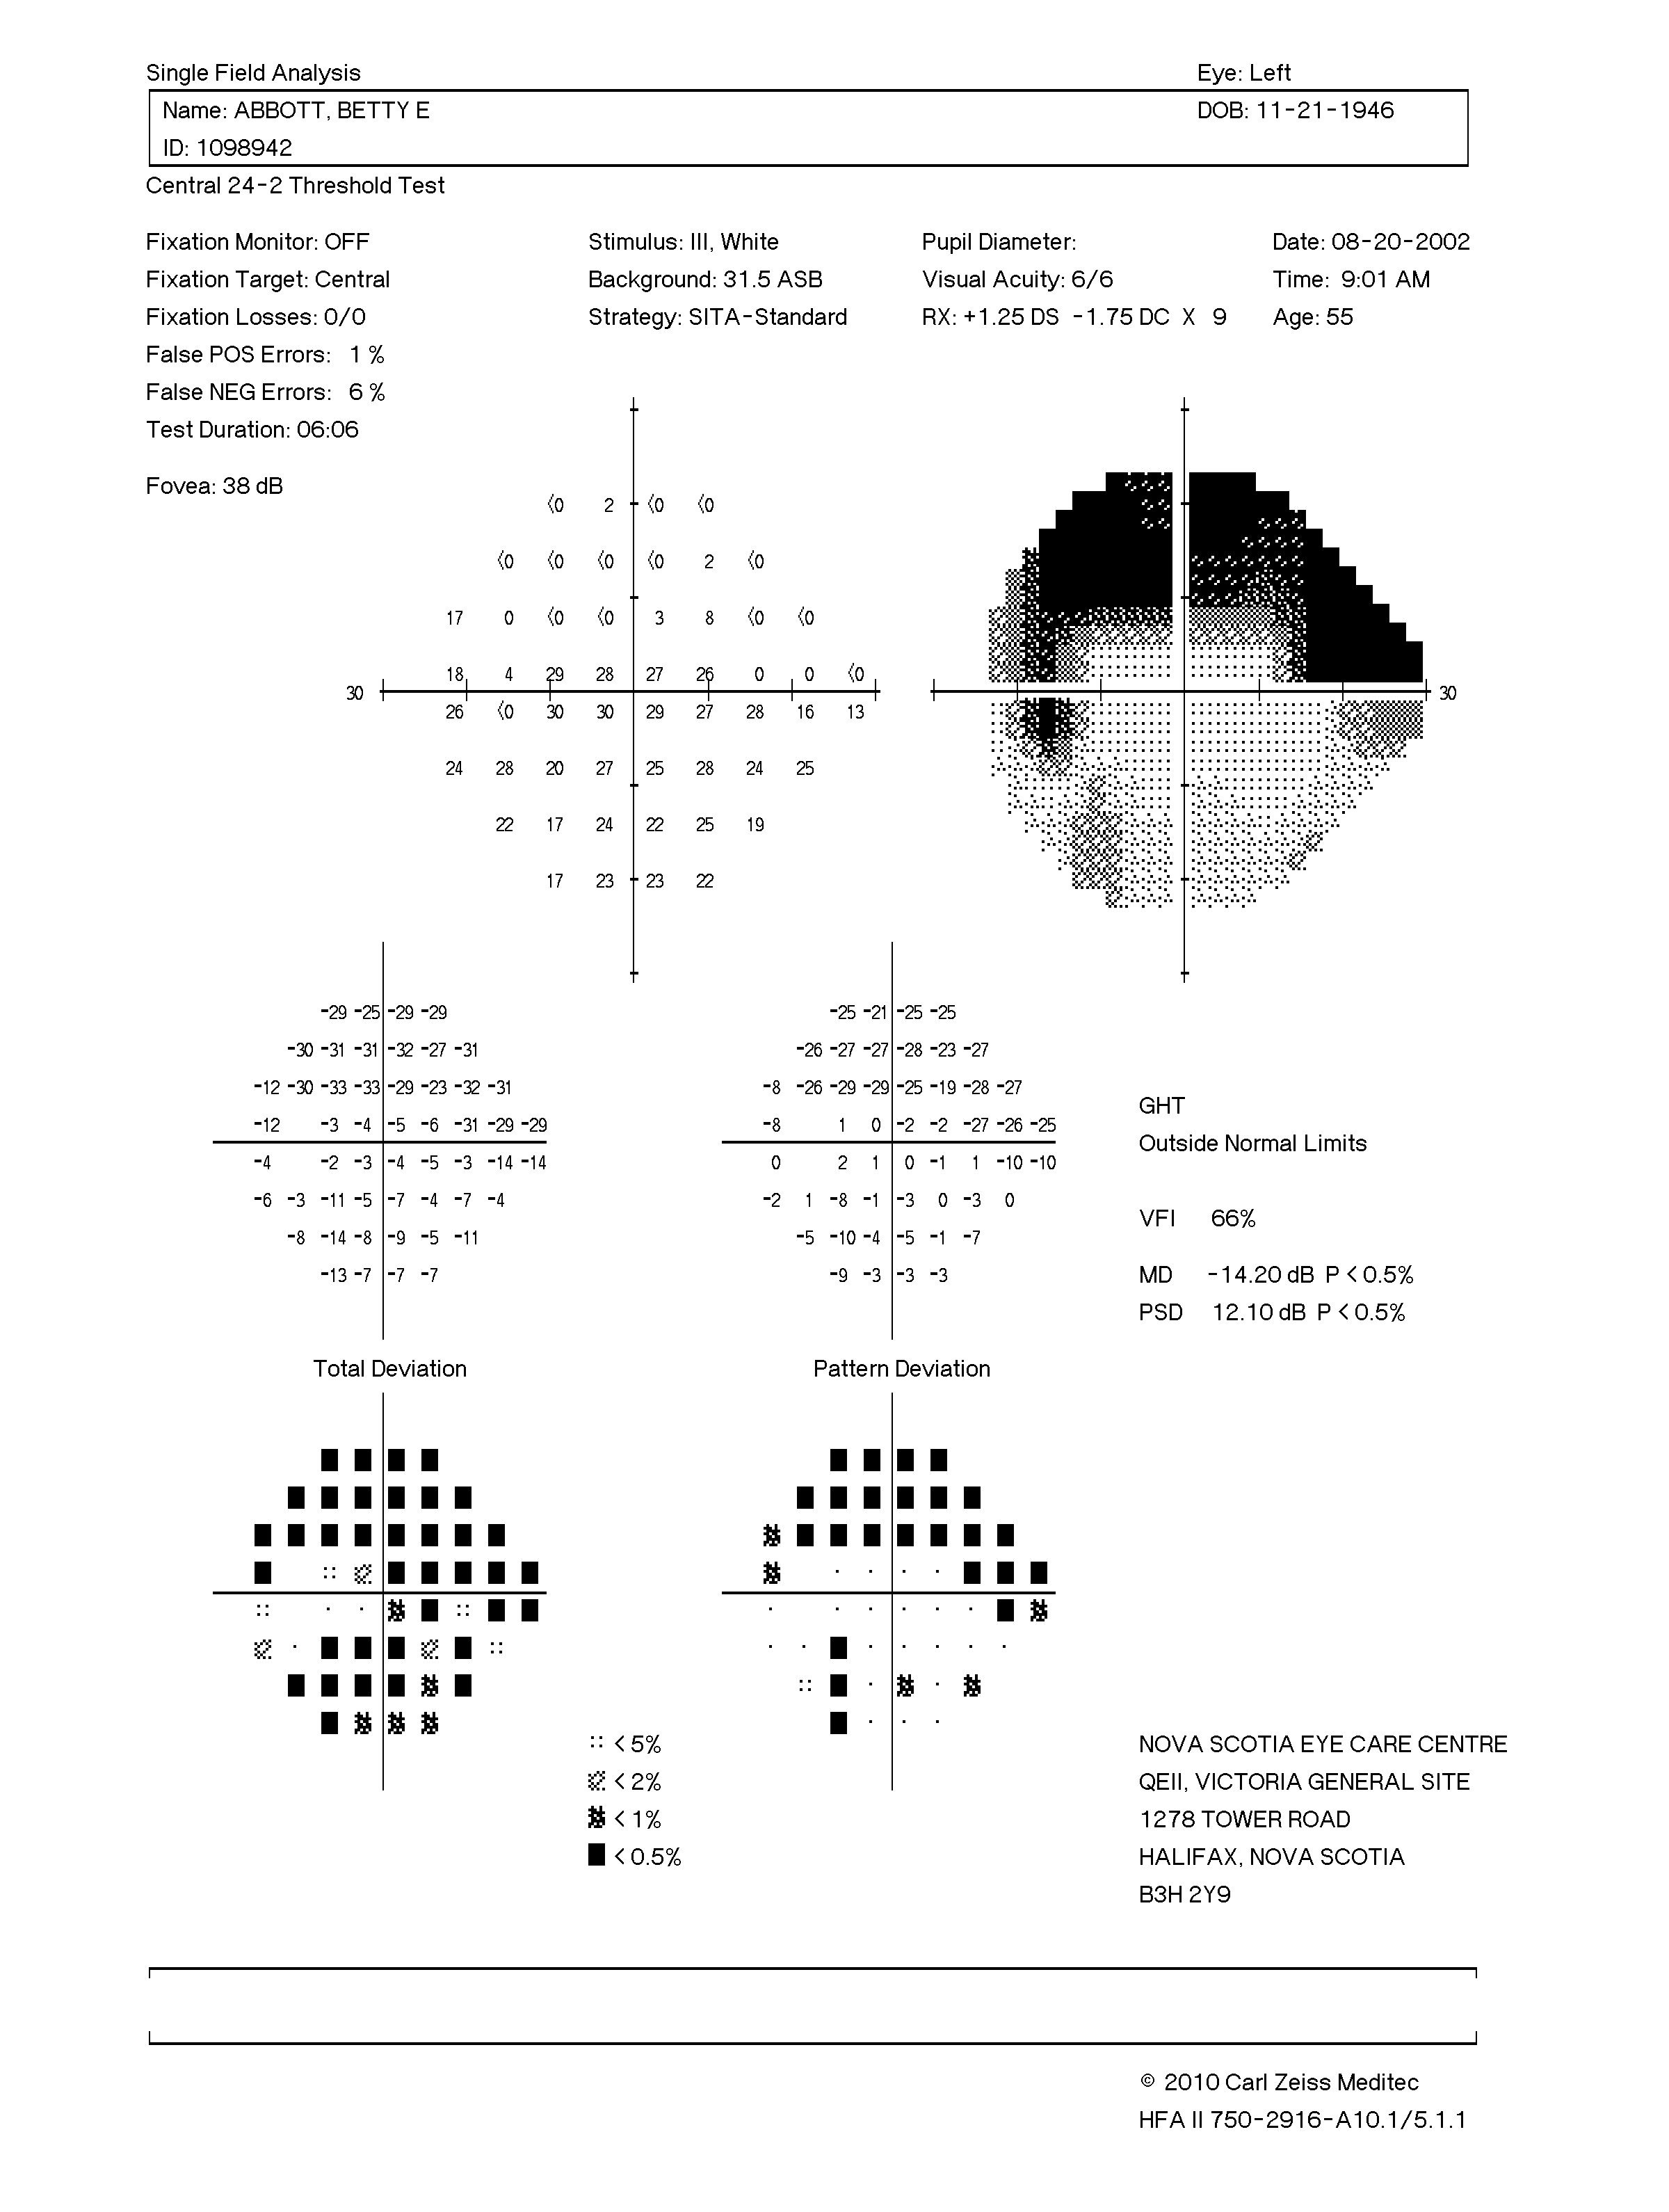 Single Field Analysis
Eye: Left
Name: ABBOTT, BETTY E
DOB: 11-21-1946
ID: 1098942
Central 24-2 Threshold Test
Fixation Monitor: OFF
Fixation Target: Central
Fixation Losses: 0/0
False POS Errors: 1 %
False NEG Errors: 6 %
Test Duration: 06:06
Fovea: 38 dB
Stimulus: III, White
Background: 31.5 ASB
Strategy: SITA-Standard
Pupil Diameter:
Visual Acuity: 6/6
RX: +1.25 DS -1.75 DC X 9
Date: 08-20-2002
Time: 9:01 AM
Age: 55
<0 2 <0 <0
<0 <0 <0 <0 2 <0
17 0 <0 <0 3 8 <0 <0
18 4 29 28 27 26 0 0 <0
30
26 <0 30 30 29 27 28 16 13
24 28 20 27 25 28 24 25
22 17 24 22 25 19
17 23 23 22
30
-29 -25 -29 -29
-30 -31 -31 -32 -27 -31
-12 -30 -33 -33 -29 -23 -32 -31
-12 -3 -4 -5 -6 -31 -29 -29
-4 -2 -3 -4 -5 -3 -14 -14
-6 -3 -11 -5 -7 -4 -7 -4
-8 -14 -8 -9 -5 -11
-13 -7 -7 -7
Total Deviation
-25 -21 -25 -25
-26 -27 -27 -28 -23 -27
-8 -26 -29 -29 -25 -19 -28 -27
-8 1 0 -2 -2 -27 -26 -25
0 2 1 0 -1 1 -10 -10
-2 1 -8 -1 -3 0 -3 0
-5 -10 -4 -5 -1 -7
-9 -3 -3 -3
Pattern Deviation
GHT
Outside Normal Limits
VFI 66%
MD -14.20 dB P < 0.5%
PSD 12.10 dB P < 0.5%
< 5%
< 2%
< 1%
< 0.5%
NOVA SCOTIA EYE CARE CENTRE
QEII, VICTORIA GENERAL SITE
1278 TOWER ROAD
HALIFAX, NOVA SCOTIA
B3H 2Y9
© 2010 Carl Zeiss Meditec
HFA II 750-2916-A10.1/5.1.1